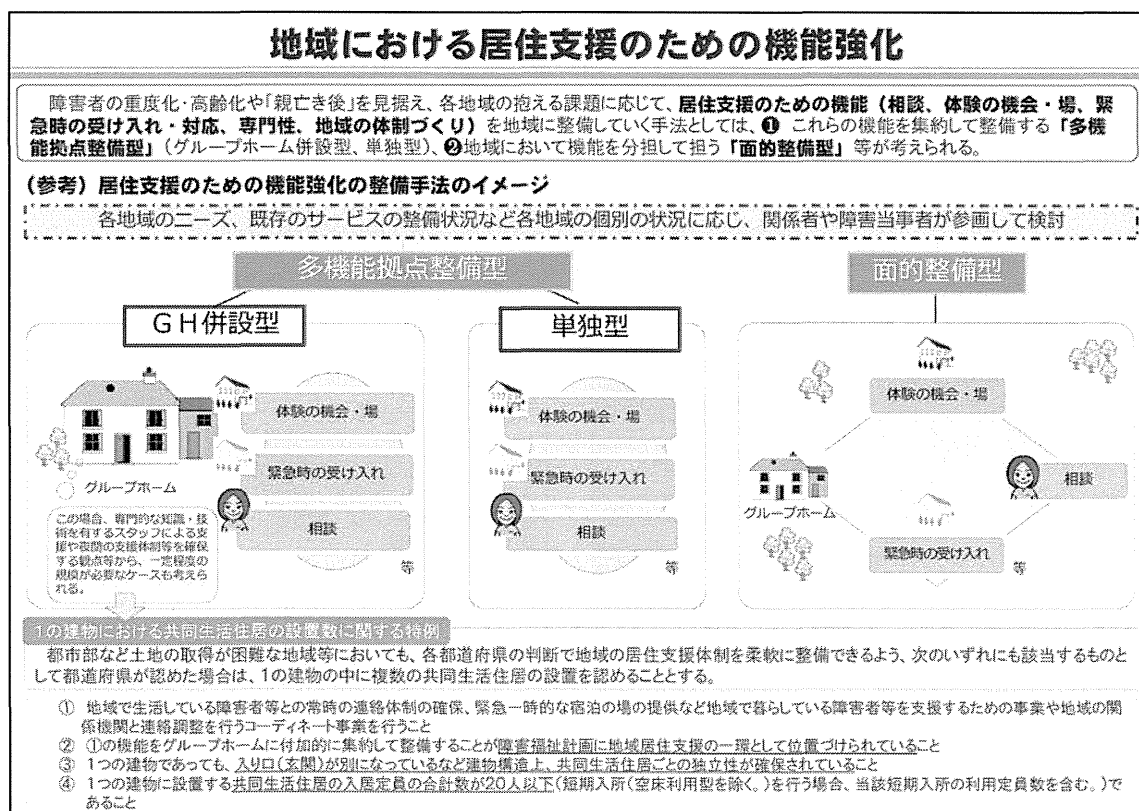 地域における居住支援のための機能強化
障害者の重度化・高齢化や「親亡き後」を見据え、各地域の抱える課題に応じて、居住支援のための機能（相談、体験の機会・場、緊
急時の受け入れ・対応、専門性、地域の体制づくり）を地域に整備していく手法としては、❶ これらの機能を集約して整備する「多機
能拠点整備型」（グループホーム併設型、単独型）、❷地域において機能を分担して担う「面的整備型」等が考えられる。
（参考）居住支援のための機能強化の整備手法のイメージ
各地域のニーズ、既存のサービスの整備状況など各地域の個別の状況に応じ、関係者や障害当事者が参画して検討
多機能拠点整備型
ＧＨ併設型
体験の機会・場
緊急時の受け入れ
相談
等
グループホーム
この場合、専門的な知識・技
術を有するスタッフによる支
援や夜間の支援体制等を確保
する観点等から、一定程度の
規模が必要なケースも考えら
れる。
単独型
体験の機会・場
緊急時の受け入れ
相談
等
面的整備型
体験の機会・場
グループホーム
相談
緊急時の受け入れ
等
1の建物における共同生活住居の設置数に関する特例
都市部など土地の取得が困難な地域等においても、各都道府県の判断で地域の居住支援体制を柔軟に整備できるよう、次のいずれにも該当するものと
して都道府県が認めた場合は、1の建物の中に複数の共同生活住居の設置を認めることとする。
① 地域で生活している障害者等との常時の連絡体制の確保、緊急一時的な宿泊の場の提供など地域で暮らしている障害者等を支援するための事業や地域の関
係機関と連絡調整を行うコーディネート事業を行うこと
② ①の機能をグループホームに付加的に集約して整備することが障害福祉計画に地域居住支援の一環として位置づけられていること
③ 1つの建物であっても、入り口（玄関）が別になっているなど建物構造上、共同生活住居ごとの独立性が確保されていること
④ 1つの建物に設置する共同生活住居の入居定員の合計数が20人以下（短期入所（空床利用型を除く。）を行う場合、当該短期入所の利用定員数を含む。）で
あること